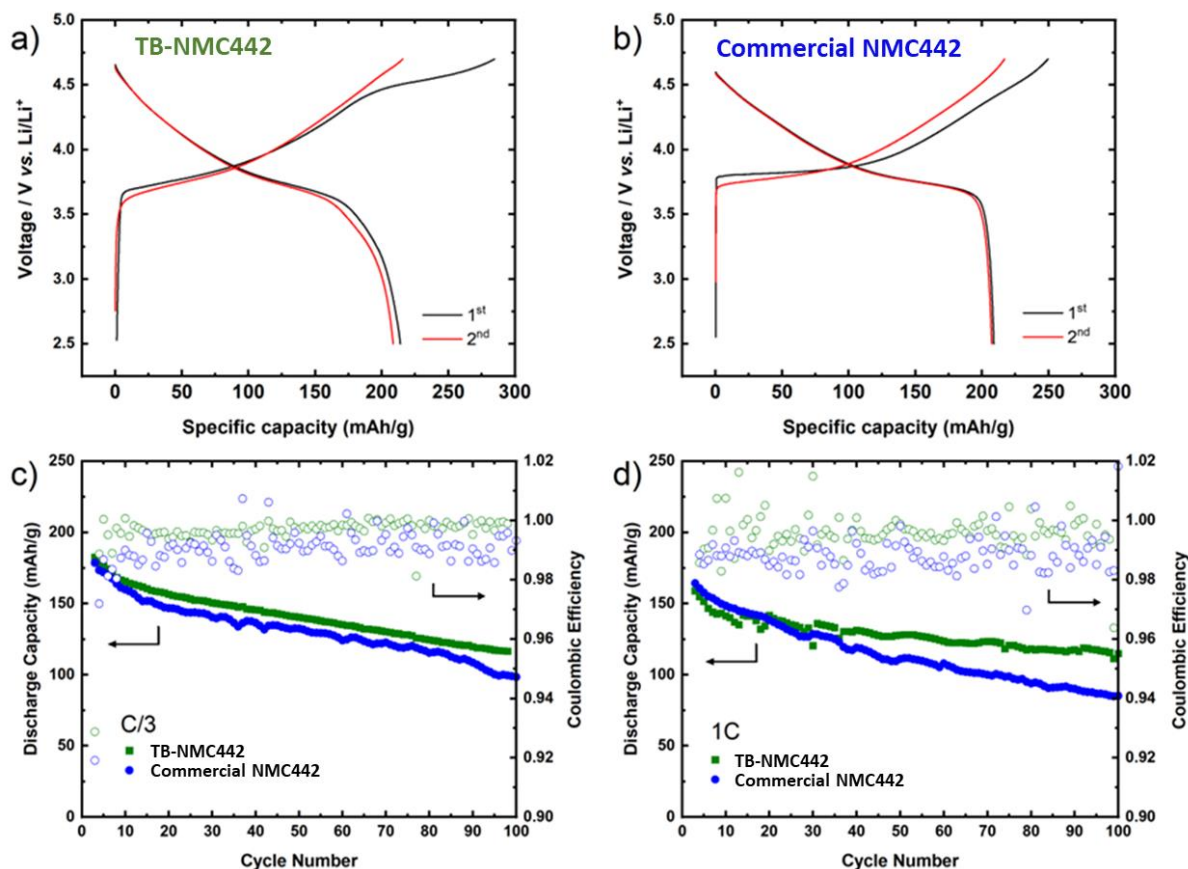 a)
TB-NMC442
5.0
4.5
4.0
3.5
3.0
2.5
Voltage / V vs. Li/Li⁺
1st
2nd
0 50 100 150 200 250 300
Specific capacity (mAh/g)
b)
Commercial NMC442
5.0
4.5
4.0
3.5
3.0
2.5
Voltage / V vs. Li/Li⁺
1st
2nd
0 50 100 150 200 250 300
Specific capacity (mAh/g)
c)
250
200
150
100
50
0
Discharge Capacity (mAh/g)
1.02
1.00
0.98
0.96
0.94
0.92
0.90
Coulombic Efficiency
C/3
TB-NMC442
Commercial NMC442
0 10 20 30 40 50 60 70 80 90 100
Cycle Number
d)
250
200
150
100
50
0
Discharge Capacity (mAh/g)
1.02
1.00
0.98
0.96
0.94
0.92
0.90
Coulombic Efficiency
1C
TB-NMC442
Commercial NMC442
0 10 20 30 40 50 60 70 80 90 100
Cycle Number